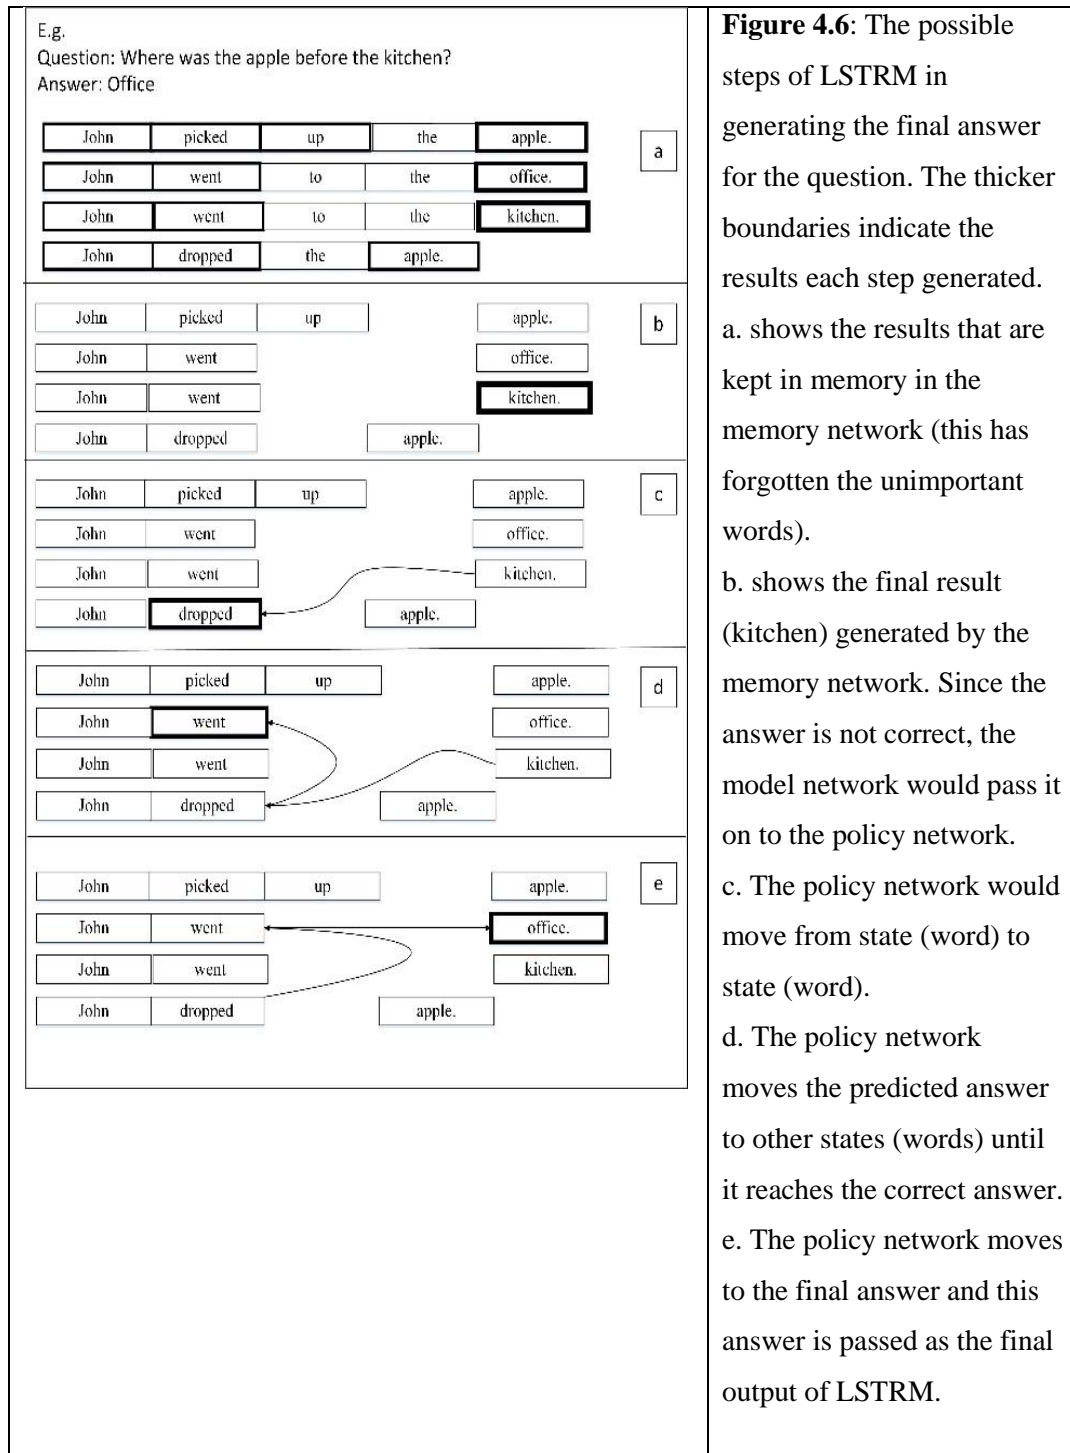 E.g.
Question: Where was the apple before the kitchen?
Answer: Office
John picked up the apple.
a
John went to the office.
John went to the kitchen.
John dropped the apple.
John picked up apple.
b
John went office.
John went kitchen.
John dropped apple.
John picked up apple.
c
John went office.
John went kitchen.
John dropped apple.
John picked up apple.
d
John went office.
John went kitchen.
John dropped apple.
John picked up apple.
e
John went office.
John went kitchen.
John dropped apple.
Figure 4.6: The possible
steps of LSTRM in
generating the final answer
for the question. The thicker
boundaries indicate the
results each step generated.
a. shows the results that are
kept in memory in the
memory network (this has
forgotten the unimportant
words).
b. shows the final result
(kitchen) generated by the
memory network. Since the
answer is not correct, the
model network would pass it
on to the policy network.
c. The policy network would
move from state (word) to
state (word).
d. The policy network
moves the predicted answer
to other states (words) until
it reaches the correct answer.
e. The policy network moves
to the final answer and this
answer is passed as the final
output of LSTRM.